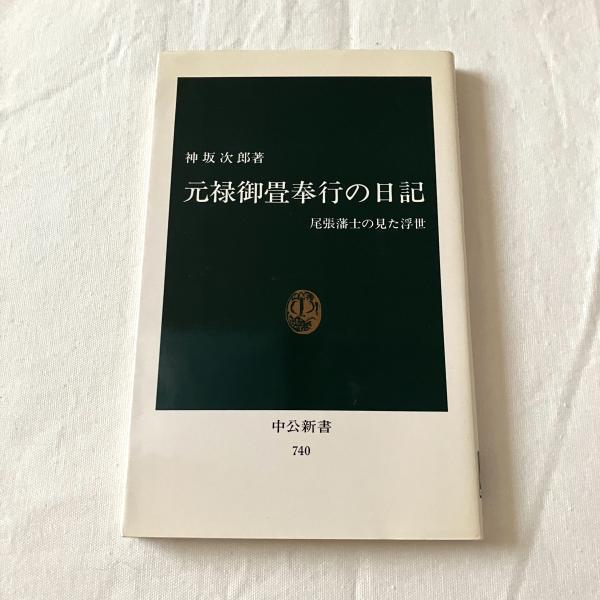 神坂次郎著
元禄御畳奉行の日記
尾張藩士の見た浮世
中公新書
740